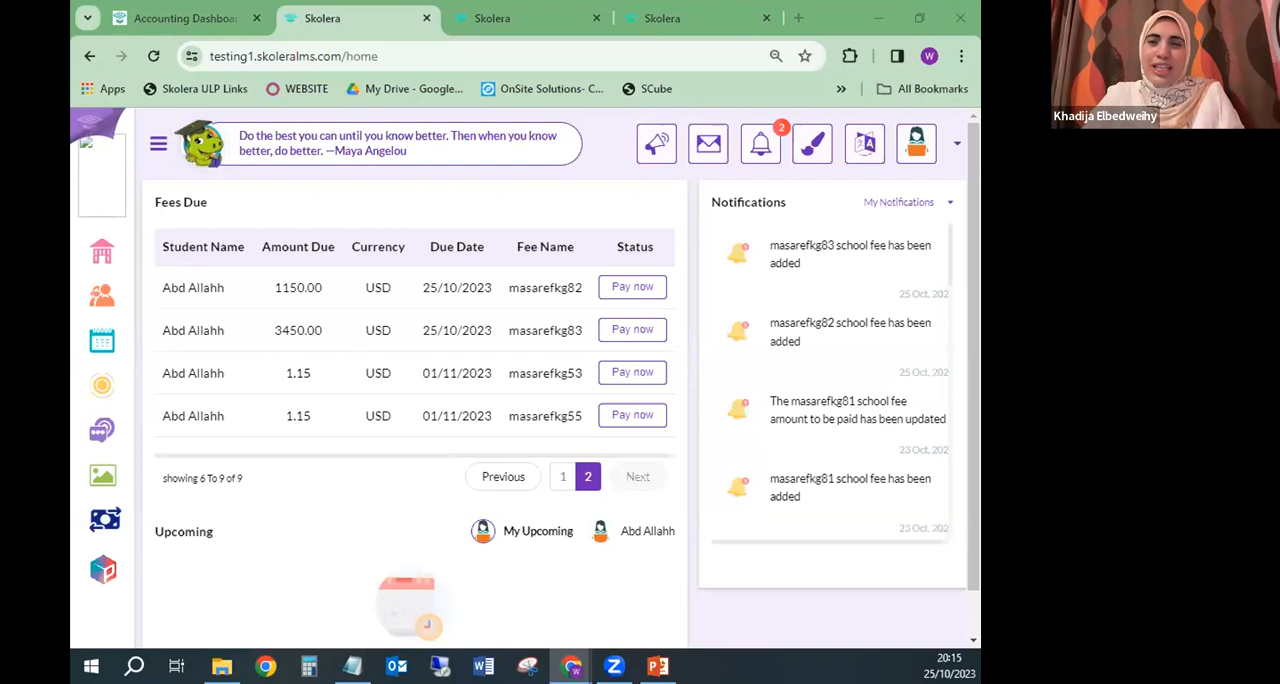 Accounting Dashboar
Skolera
Skolera
Skolera
testing1.skoleralms.com/home
Apps
Skolera ULP Links
WEBSITE
My Drive - Google...
OnSite Solutions- C...
SCube
»
All Bookmarks
Khadija Elbedweihy
Do the best you can until you know better. Then when you know
better, do better. —Maya Angelou
2
Fees Due
Student Name Amount Due Currency Due Date Fee Name Status
Abd Allahh 1150.00 USD 25/10/2023 masarefkg82 Pay now
Abd Allahh 3450.00 USD 25/10/2023 masarefkg83 Pay now
Abd Allahh 1.15 USD 01/11/2023 masarefkg53 Pay now
Abd Allahh 1.15 USD 01/11/2023 masarefkg55 Pay now
showing 6 To 9 of 9
Previous 1 2 Next
Upcoming
My Upcoming
Abd Allahh
Notifications
My Notifications
masarefkg83 school fee has been
added
25 Oct, 202
masarefkg82 school fee has been
added
25 Oct, 202
The masarefkg81 school fee
amount to be paid has been updated
23 Oct, 202
masarefkg81 school fee has been
added
23 Oct, 202
20:15
25/10/2023